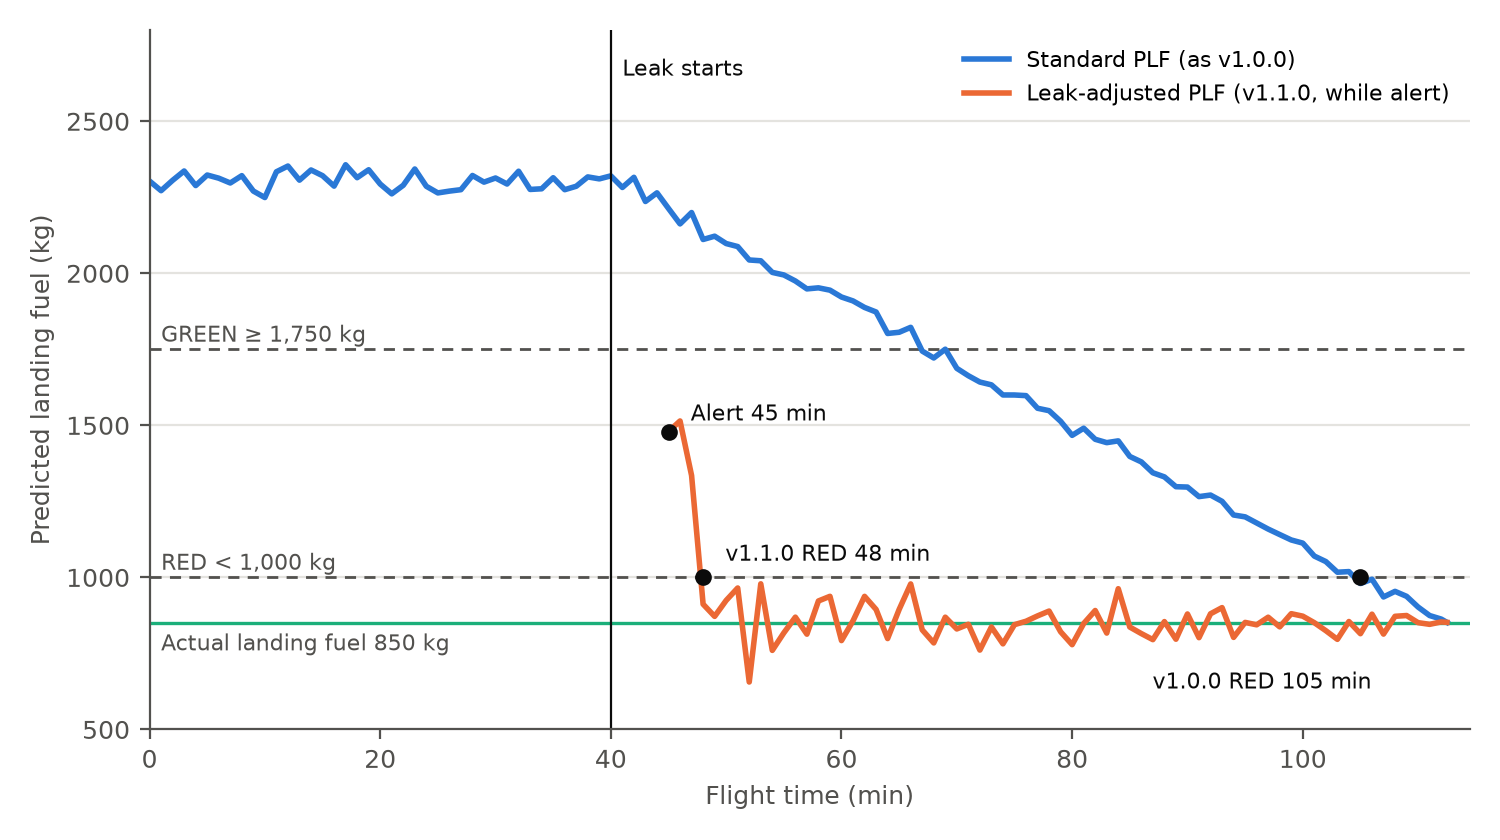 Standard PLF (as v1.0.0)
Leak-adjusted PLF (v1.1.0, while alert)
Leak starts
Predicted landing fuel (kg)
2500
2000
1500
1000
500
GREEN ≥ 1,750 kg
Alert 45 min
v1.1.0 RED 48 min
RED < 1,000 kg
Actual landing fuel 850 kg
v1.0.0 RED 105 min
0
20
40
60
80
100
Flight time (min)